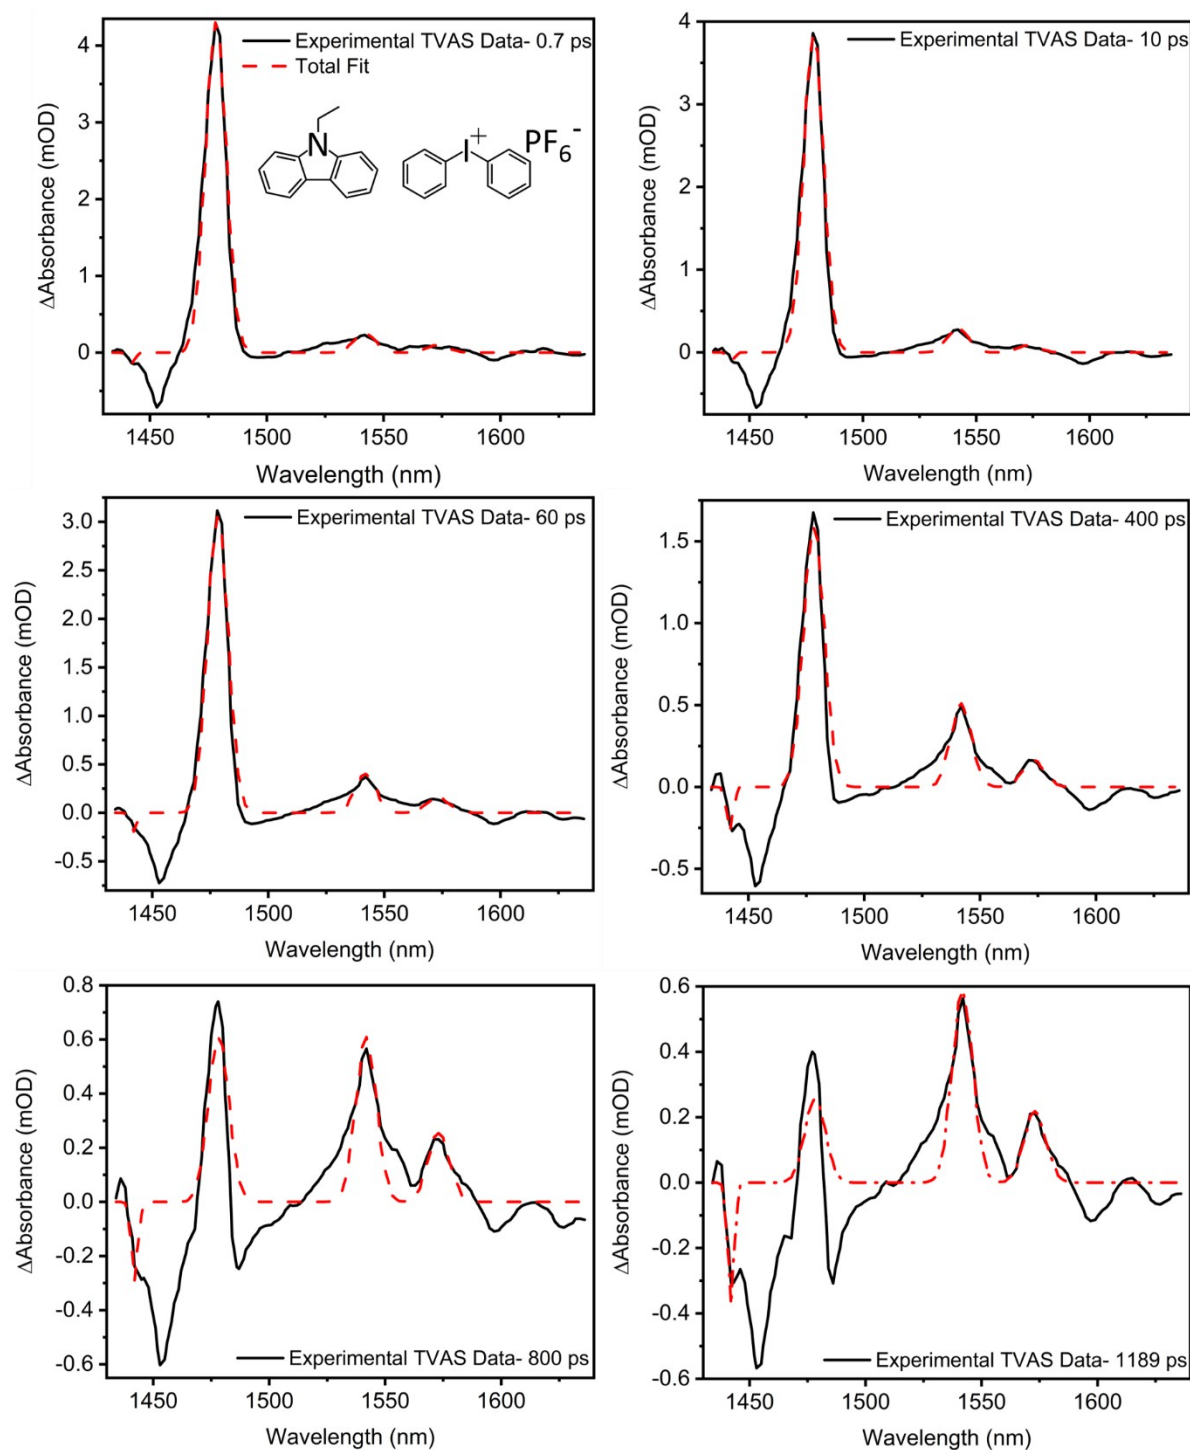 Experimental TVAS Data- 0.7 ps
Total Fit
N
I+
PF6-
ΔAbsorbance (mOD)
4
3
2
1
0
1450 1500 1550 1600
Wavelength (nm)
Experimental TVAS Data- 10 ps
ΔAbsorbance (mOD)
4
3
2
1
0
1450 1500 1550 1600
Wavelength (nm)
Experimental TVAS Data- 60 ps
ΔAbsorbance (mOD)
3.0
2.5
2.0
1.5
1.0
0.5
0.0
-0.5
1450 1500 1550 1600
Wavelength (nm)
Experimental TVAS Data- 400 ps
ΔAbsorbance (mOD)
1.5
1.0
0.5
0.0
-0.5
1450 1500 1550 1600
Wavelength (nm)
ΔAbsorbance (mOD)
0.8
0.6
0.4
0.2
0.0
-0.2
-0.4
-0.6
Experimental TVAS Data- 800 ps
1450 1500 1550 1600
Wavelength (nm)
ΔAbsorbance (mOD)
0.6
0.4
0.2
0.0
-0.2
-0.4
-0.6
Experimental TVAS Data- 1189 ps
1450 1500 1550 1600
Wavelength (nm)